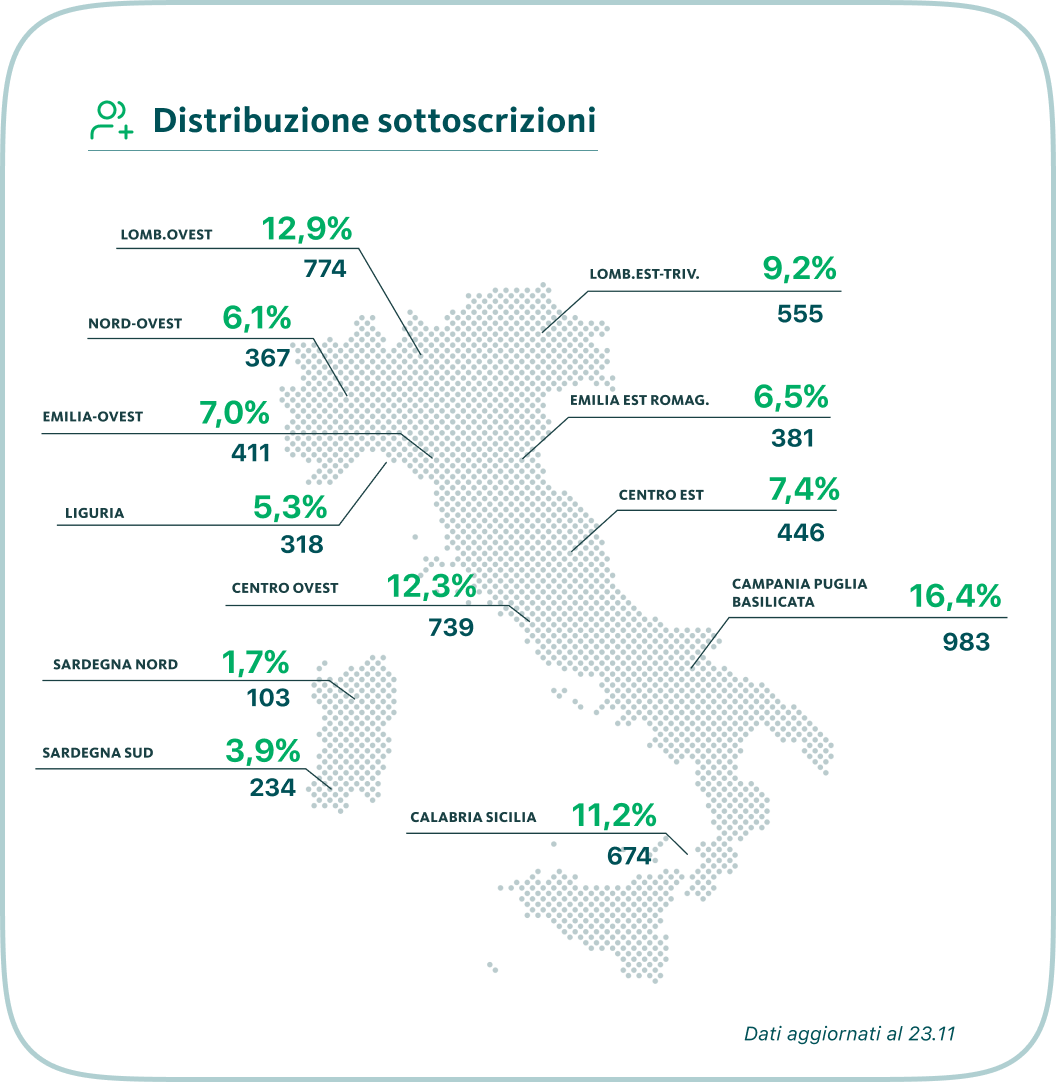 Distribuzione sottoscrizioni
LOMB.OVEST 12,9%
774
LOMB.EST-TRIV. 9,2%
555
NORD-OVEST 6,1%
367
EMILIA-OVEST 7,0%
411
EMILIA EST ROMAG. 6,5%
381
LIGURIA 5,3%
318
CENTRO EST 7,4%
446
CENTRO OVEST 12,3%
739
CAMPANIA PUGLIA
BASILICATA 16,4%
983
SARDEGNA NORD 1,7%
103
SARDEGNA SUD 3,9%
234
CALABRIA SICILIA 11,2%
674
Dati aggiornati al 23.11